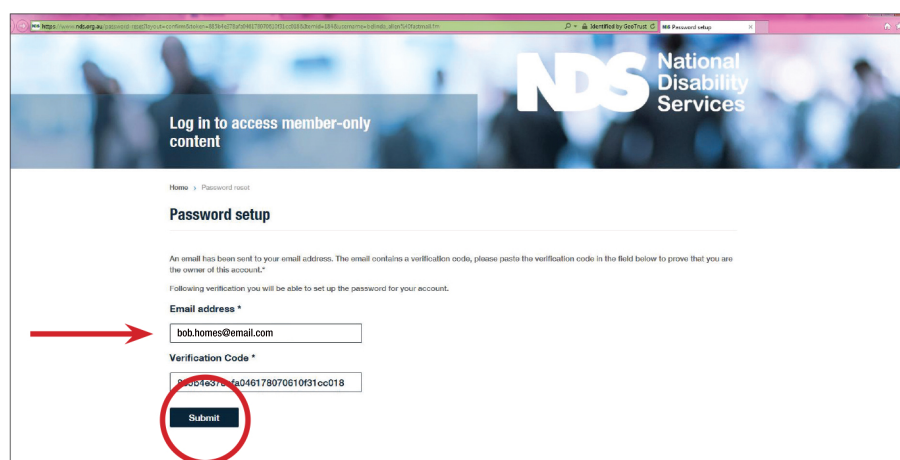 Password setup
Identified by GeoTrust
National
Disability
Services
NDS
Log in to access member-only
content
Home › Password reset
Password setup
An email has been sent to your email address. The email contains a verification code, please paste the verification code in the field below to prove that you are
the owner of this account.*
Following verification you will be able to set up the password for your account.
Email address *
bob.homes@email.com
Verification Code *
Submit